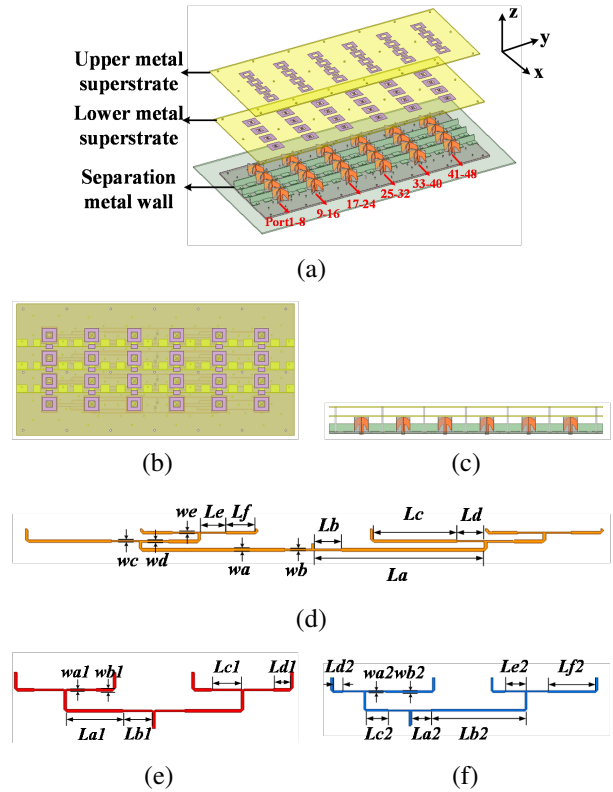 z
y
x
Upper metal
superstrate
Lower metal
superstrate
Separation
metal wall
Port1-8
9-16
17-24
25-32
33-40
41-48
(a)
(b)
(c)
we
Le
Lf
Lb
Lc
Ld
wc
wd
wa
wb
La
(d)
wa1
wb1
Lc1
Ld1
La1
Lb1
(e)
Ld2
wa2
wb2
Le2
Lf2
Lc2
La2
Lb2
(f)